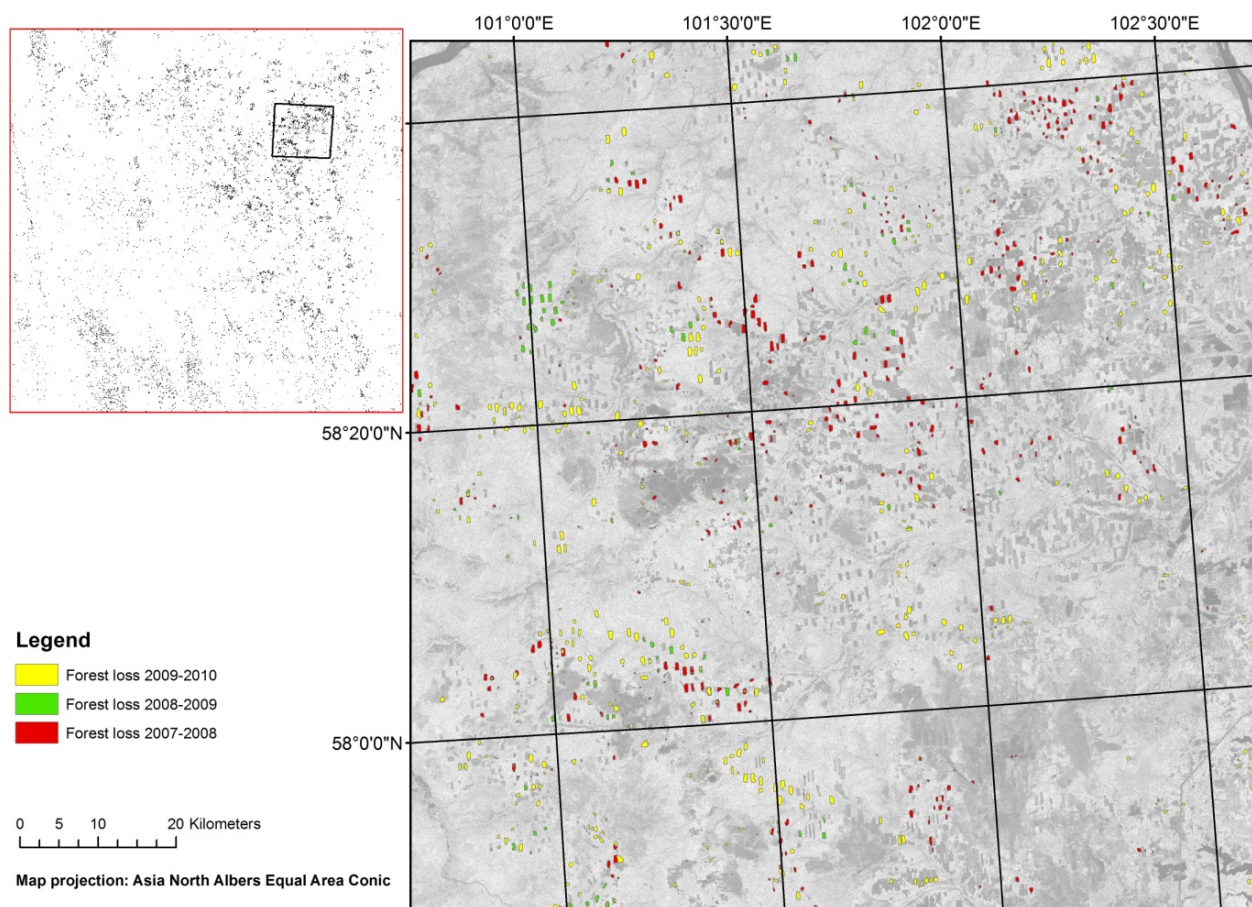 101°0'0"E 101°30'0"E 102°0'0"E 102°30'0"E
58°20'0"N
58°0'0"N
Legend
Forest loss 2009-2010
Forest loss 2008-2009
Forest loss 2007-2008
0 5 10 20 Kilometers
Map projection: Asia North Albers Equal Area Conic